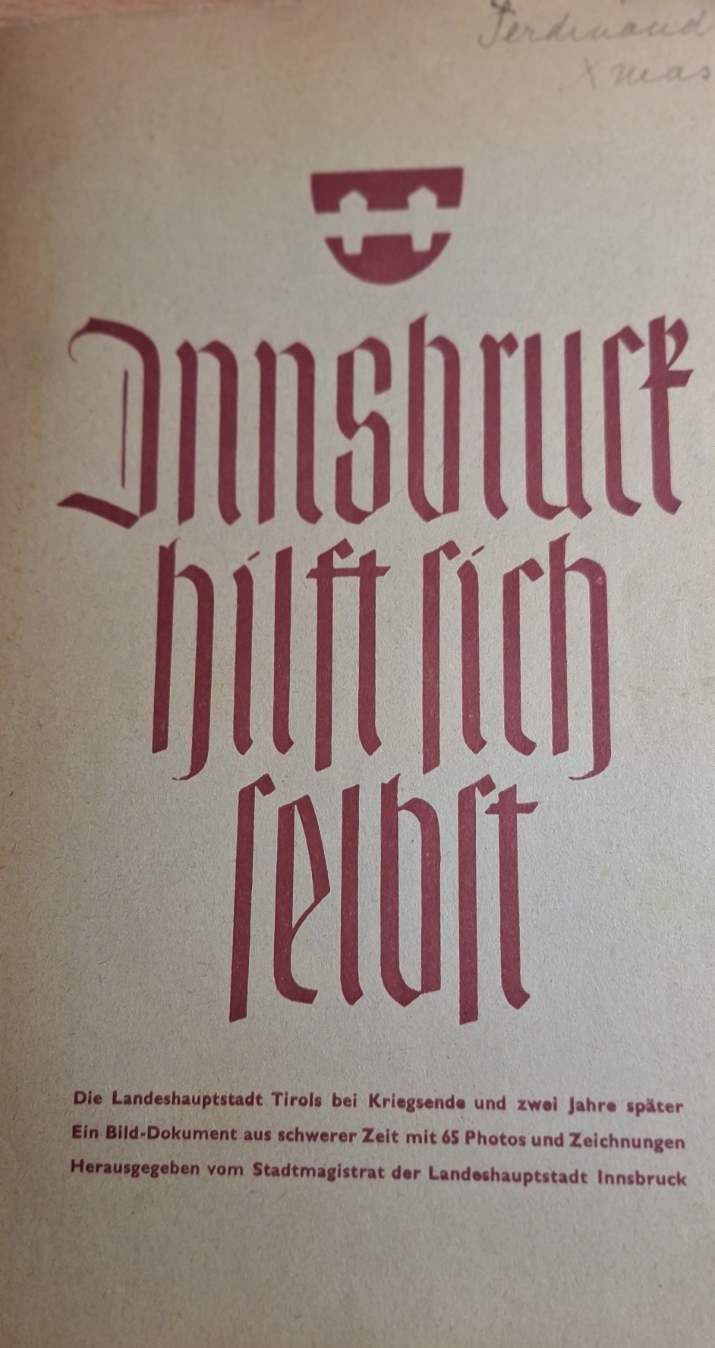 Ferdinand
Xmas
Innsbruck
hilft sich
selbst
Die Landeshauptstadt Tirols bei Kriegsende und zwei Jahre später
Ein Bild-Dokument aus schwerer Zeit mit 65 Photos und Zeichnungen
Herausgegeben vom Stadtmagistrat der Landeshauptstadt Innsbruck